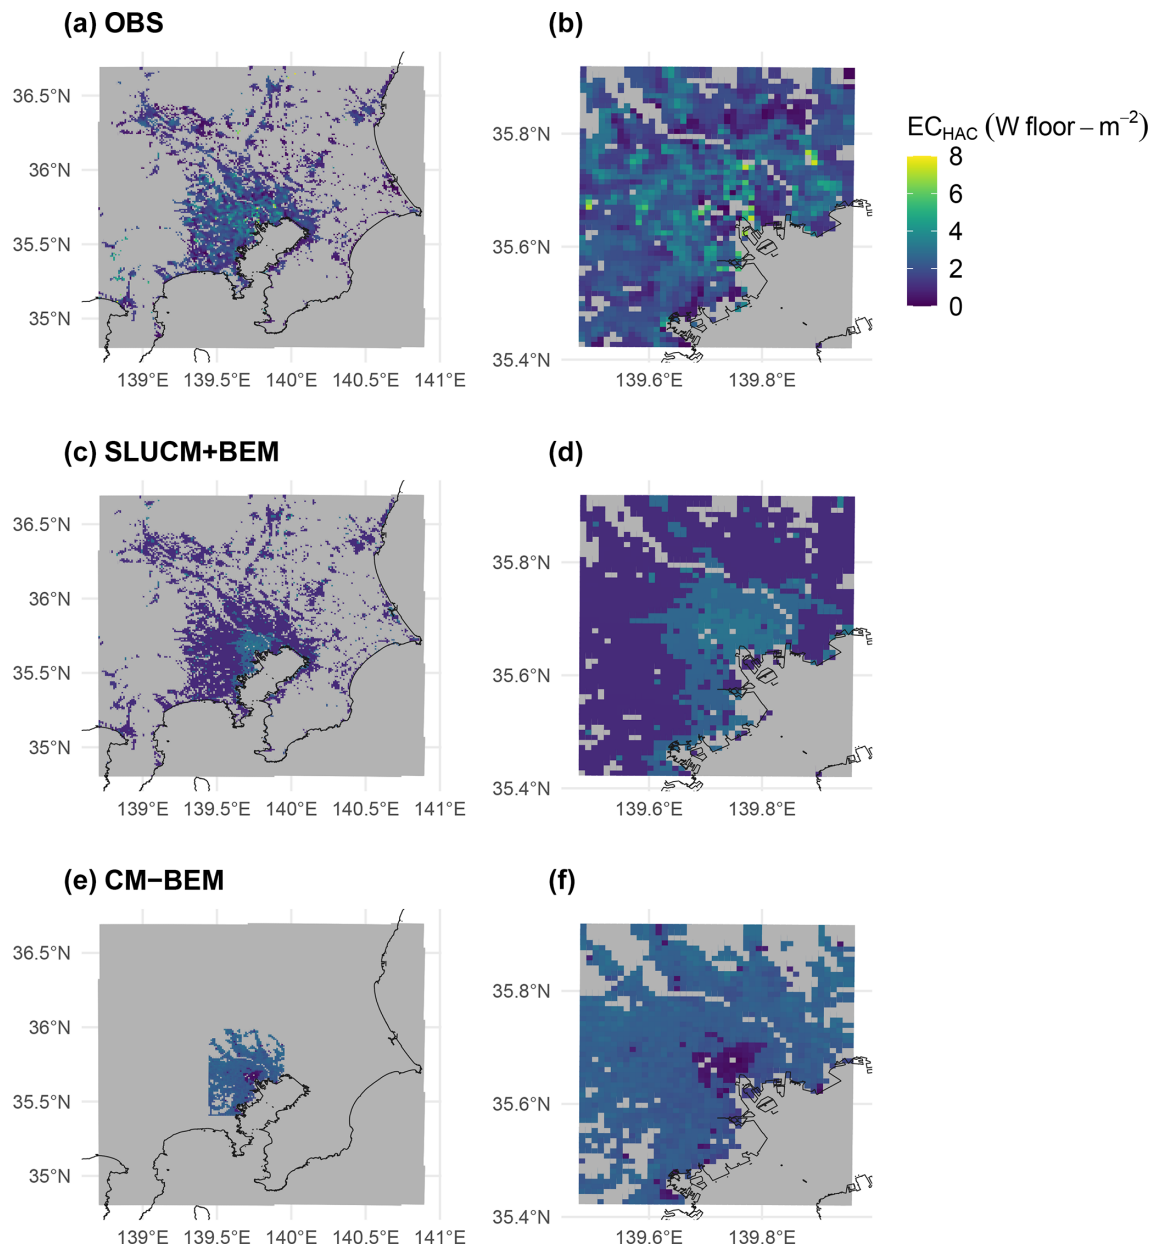 (a) OBS
(b)
36.5°N
36°N
35.5°N
35°N
139°E 139.5°E 140°E 140.5°E 141°E
35.8°N
35.6°N
35.4°N
139.6°E 139.8°E
EC_HAC (W floor − m⁻²)
8
6
4
2
0
(c) SLUCM+BEM
(d)
36.5°N
36°N
35.5°N
35°N
139°E 139.5°E 140°E 140.5°E 141°E
35.8°N
35.6°N
35.4°N
139.6°E 139.8°E
(e) CM−BEM
(f)
36.5°N
36°N
35.5°N
35°N
139°E 139.5°E 140°E 140.5°E 141°E
35.8°N
35.6°N
35.4°N
139.6°E 139.8°E